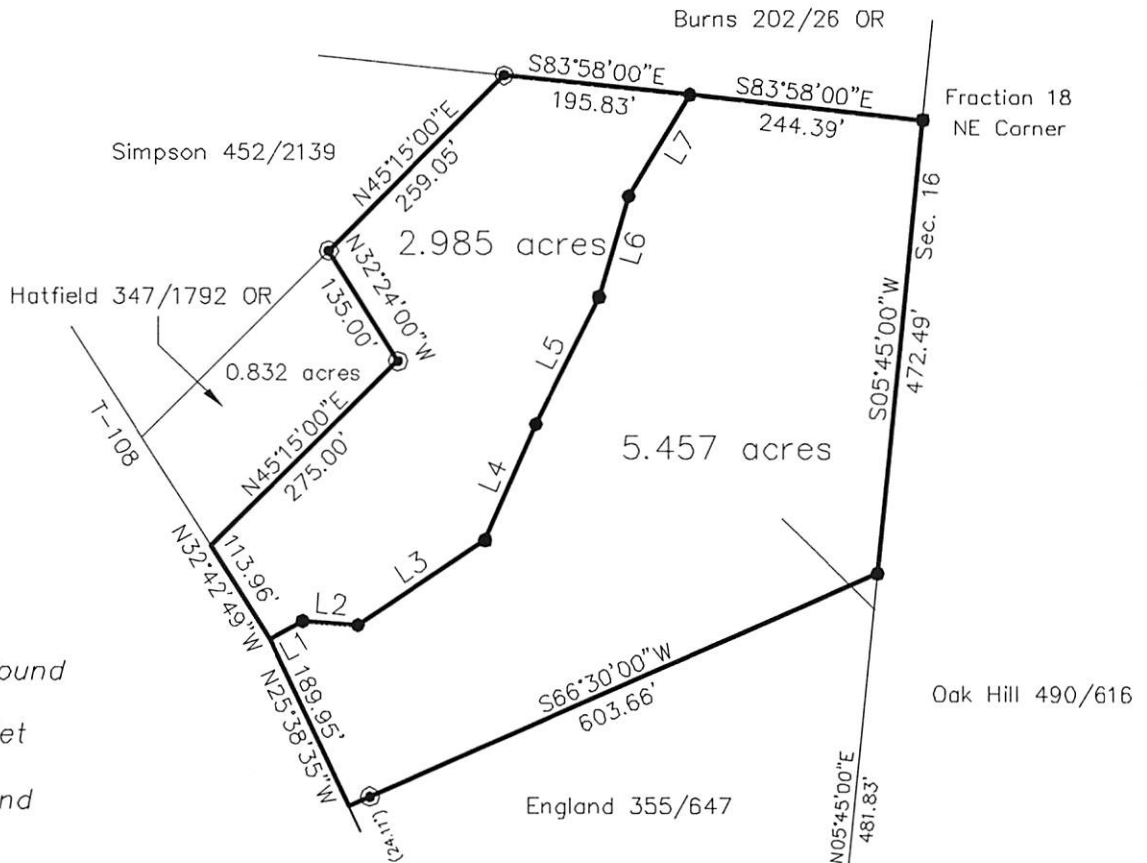 Burns 202/26 OR
S83°58'00"E
195.83'
S83°58'00"E
244.39'
Fraction 18
NE Corner
Simpson 452/2139
N45°15'00"E
259.05'
L7
Sec. 16
2.985 acres
L6
N32°24'00"W
135.00'
Hatfield 347/1792 OR
0.832 acres
T-108
L5
S05°45'00"W
472.49'
N45°15'00"E
275.00'
5.457 acres
L4
N32°42'49"W
113.96'
L3
L2
L1
ound
189.95'
N25°38'35"W
S66°30'00"W
603.66'
Oak Hill 490/616
et
nd
(24.11')
England 355/647
N05°45'00"E
481.83'